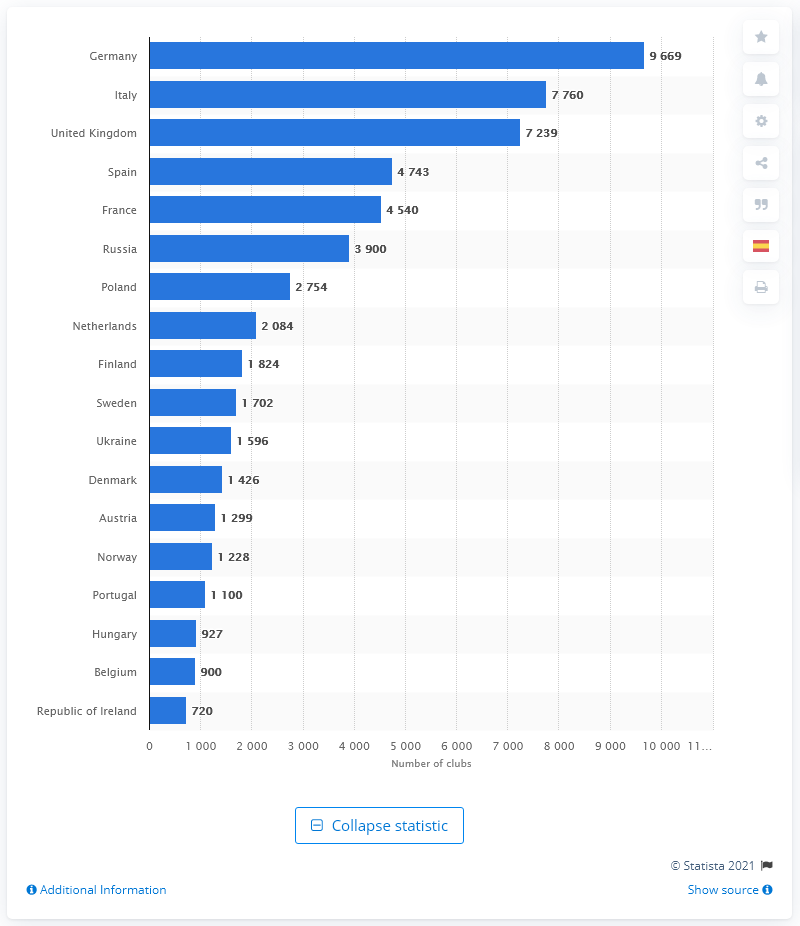 Germany 9 669
Italy 7 760
United Kingdom 7 239
Spain 4 743
France 4 540
Russia 3 900
Poland 2 754
Netherlands 2 084
Finland 1 824
Sweden 1 702
Ukraine 1 596
Denmark 1 426
Austria 1 299
Norway 1 228
Portugal 1 100
Hungary 927
Belgium 900
Republic of Ireland 720
0 1 000 2 000 3 000 4 000 5 000 6 000 7 000 8 000 9 000 10 000 11...
Number of clubs
Collapse statistic
© Statista 2021
Additional Information Show source